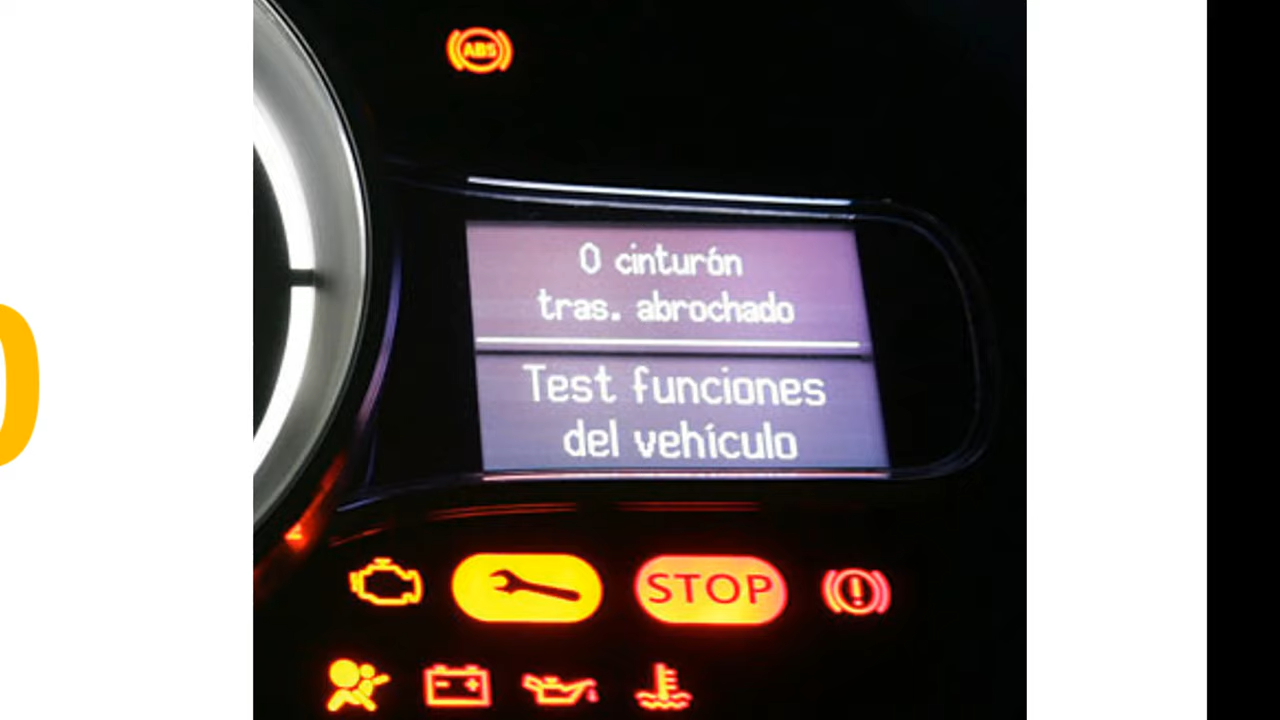 ABS
0 cinturón
tras. abrochado
Test funciones
del vehículo
STOP